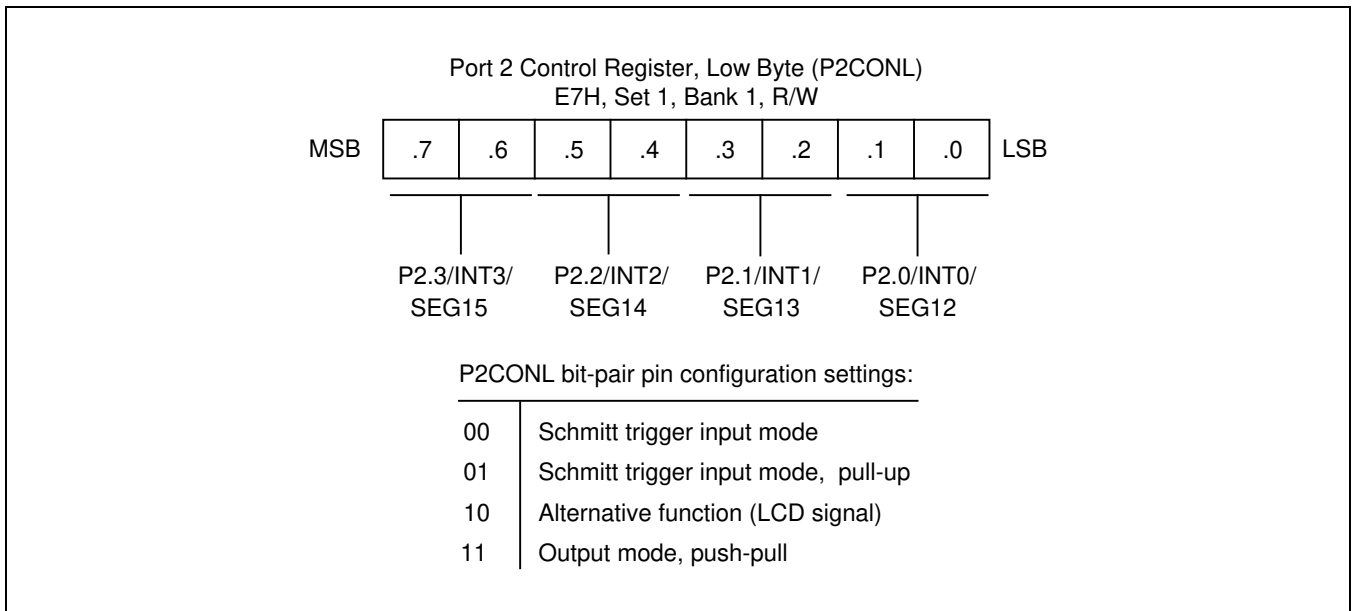 Port 2 Control Register, Low Byte (P2CONL)
E7H, Set 1, Bank 1, R/W
MSB .7 .6 .5 .4 .3 .2 .1 .0 LSB
P2.3/INT3/ P2.2/INT2/ P2.1/INT1/ P2.0/INT0/
SEG15 SEG14 SEG13 SEG12
P2CONL bit-pair pin configuration settings:
00 Schmitt trigger input mode
01 Schmitt trigger input mode, pull-up
10 Alternative function (LCD signal)
11 Output mode, push-pull